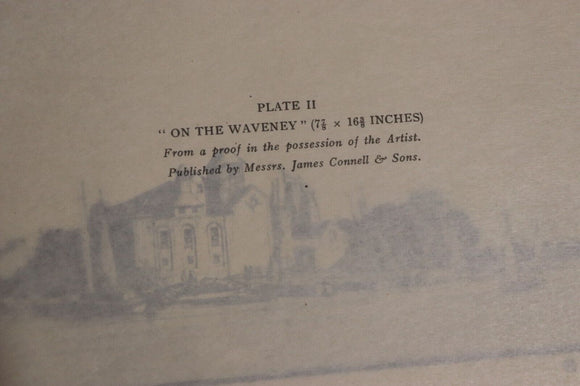 PLATE II
“ ON THE WAVENEY ” (7⅞ × 16⅜ INCHES)
From a proof in the possession of the Artist.
Published by Messrs. James Connell & Sons.